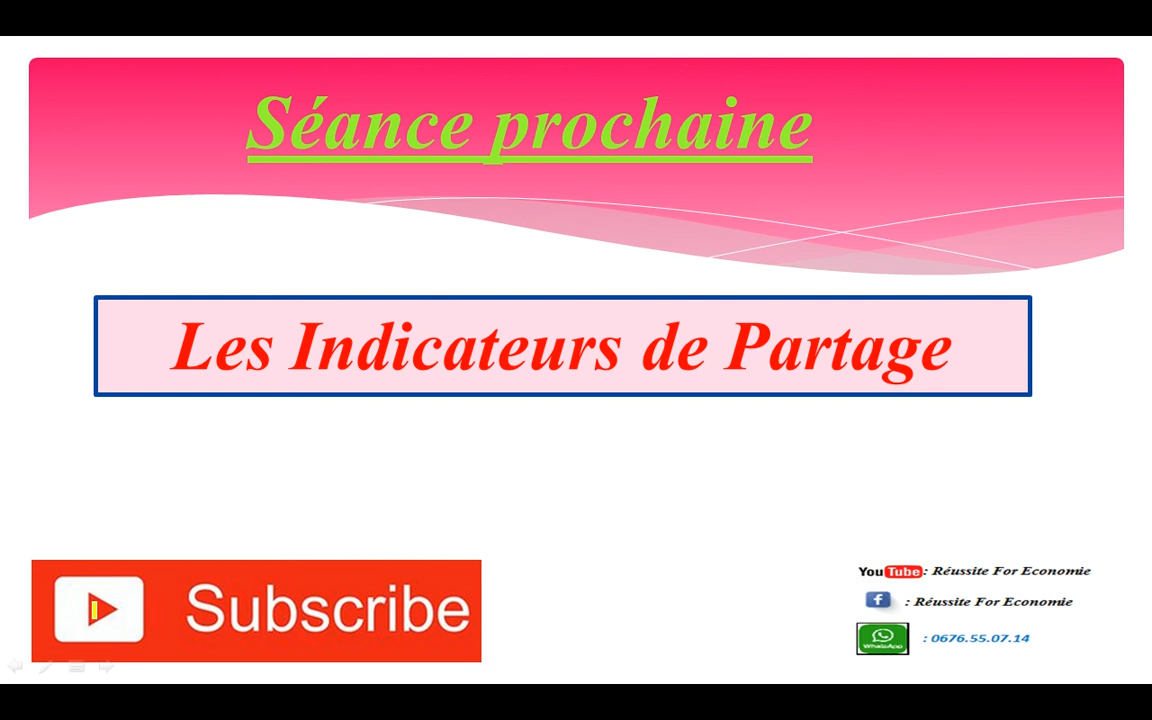 Séance prochaine
Les Indicateurs de Partage
Subscribe
YouTube : Réussite For Economie
f : Réussite For Economie
WhatsApp : 0676.55.07.14